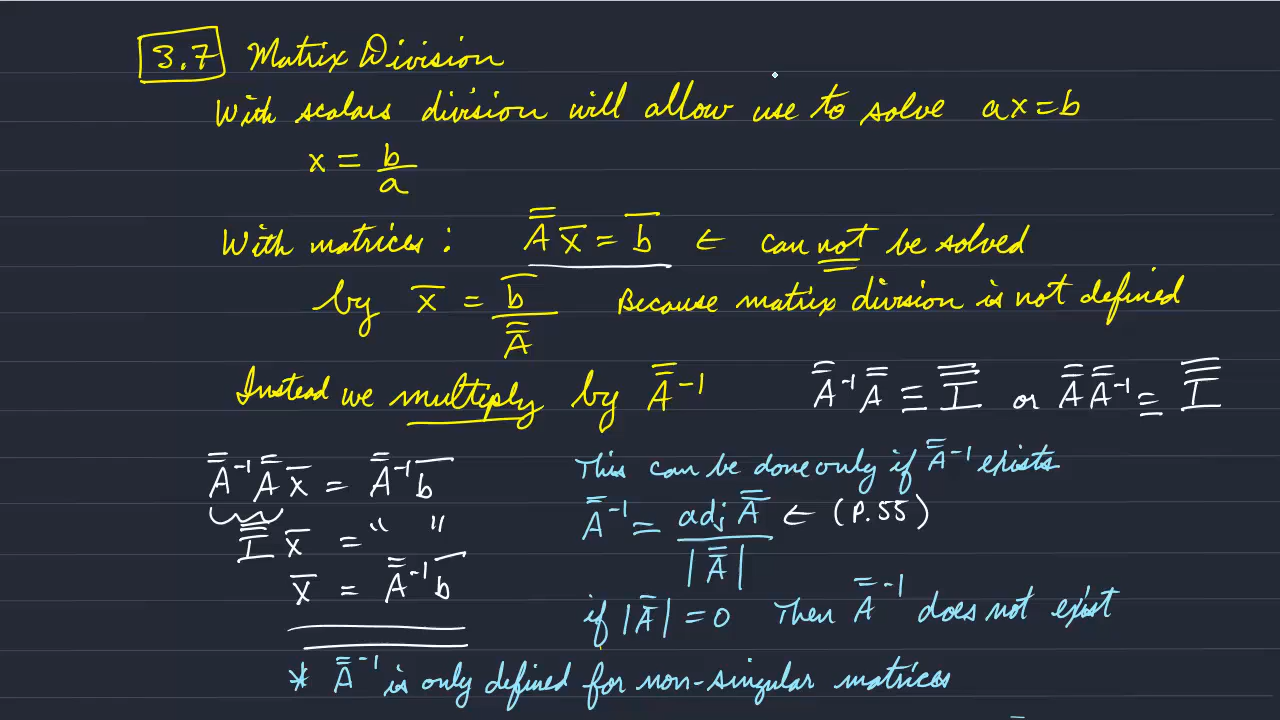 3.7 Matrix Division
With scalars division will allow use to solve ax = b
x = b/a
With matrices: A̿ x̄ = b̄ ← can not be solved
by x̄ = b̄/A̿ Because matrix division is not defined
Instead we multiply by A̿⁻¹ A̿⁻¹A̿ ≡ I̿ or A̿A̿⁻¹ ≡ I̿
A̿⁻¹A̿x̄ = A̿⁻¹b̄
I̿ x̄ = " "
x̄ = A̿⁻¹b̄
This can be done only if A̿⁻¹ exists
A̿⁻¹ = adj A̿/|A̿| ← (P.55)
if |A̿| = 0 Then A̿⁻¹ does not exist
* A̿⁻¹ is only defined for non-singular matrices